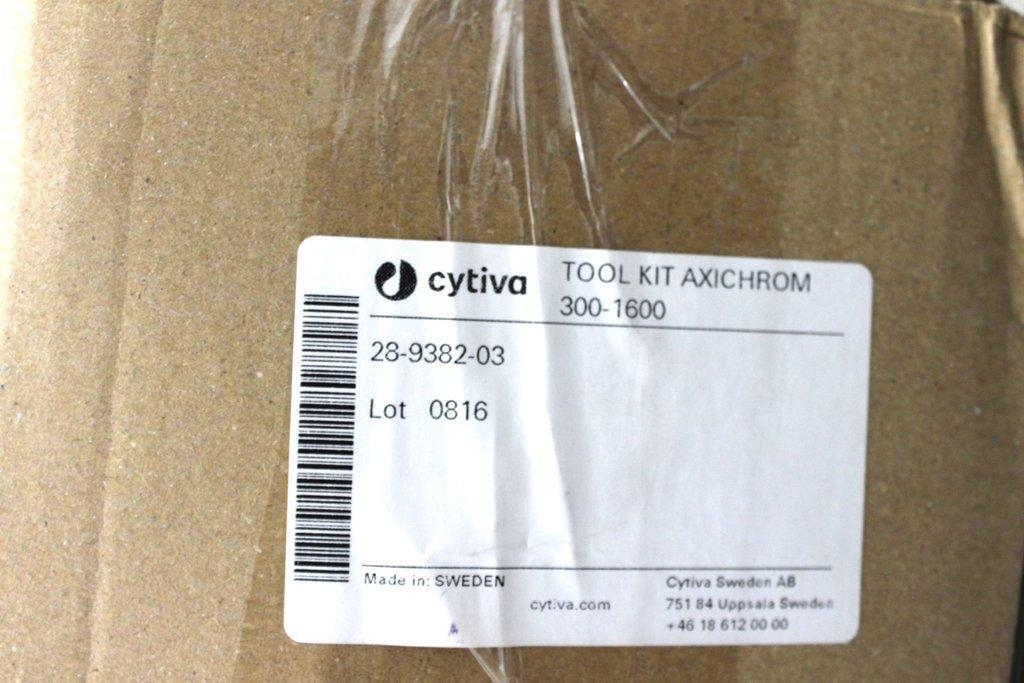 cytiva
TOOL KIT AXICHROM
300-1600
28-9382-03
Lot 0816
Made in: SWEDEN
cytiva.com
Cytiva Sweden AB
751 84 Uppsala Sweden
+46 18 612 00 00